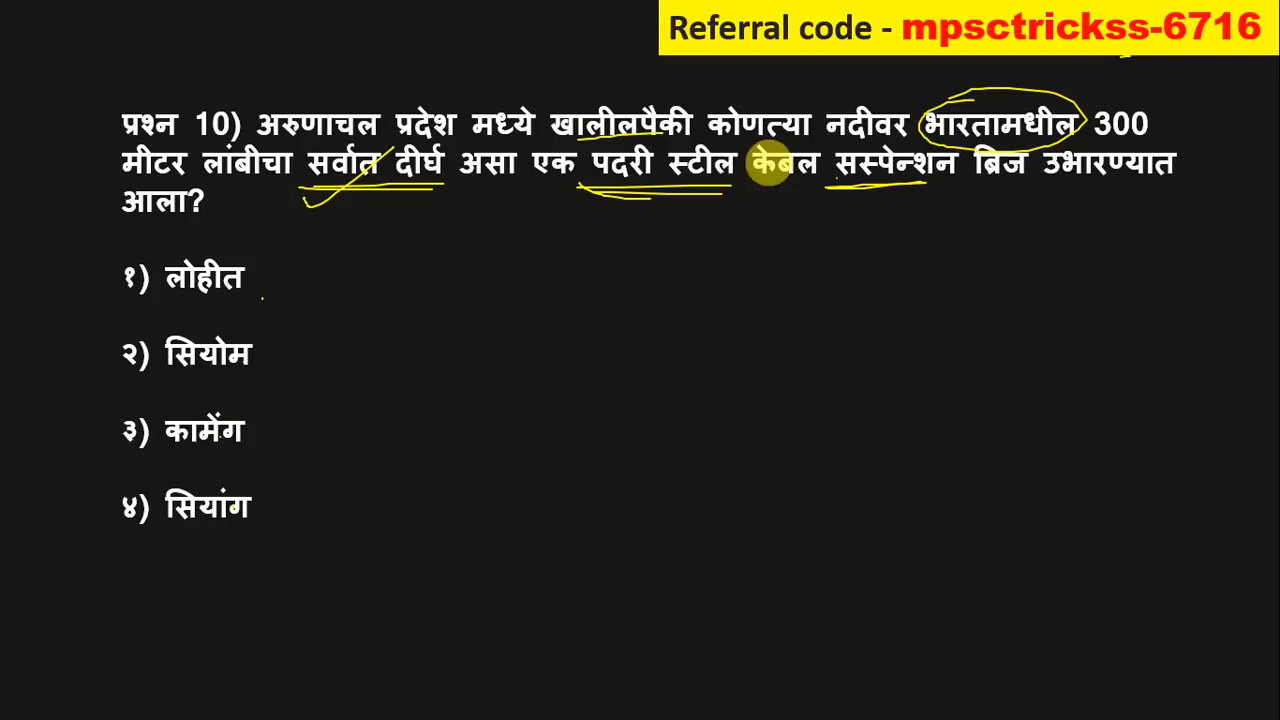 Referral code - mpsctrickss-6716
प्रश्न 10) अरुणाचल प्रदेश मध्ये खालीलपैकी कोणत्या नदीवर भारतामधील 300
मीटर लांबीचा सर्वात दीर्घ असा एक पदरी स्टील केबल सस्पेन्शन ब्रिज उभारण्यात
आला?
१) लोहीत
२) सियोम
३) कामेंग
४) सियांग